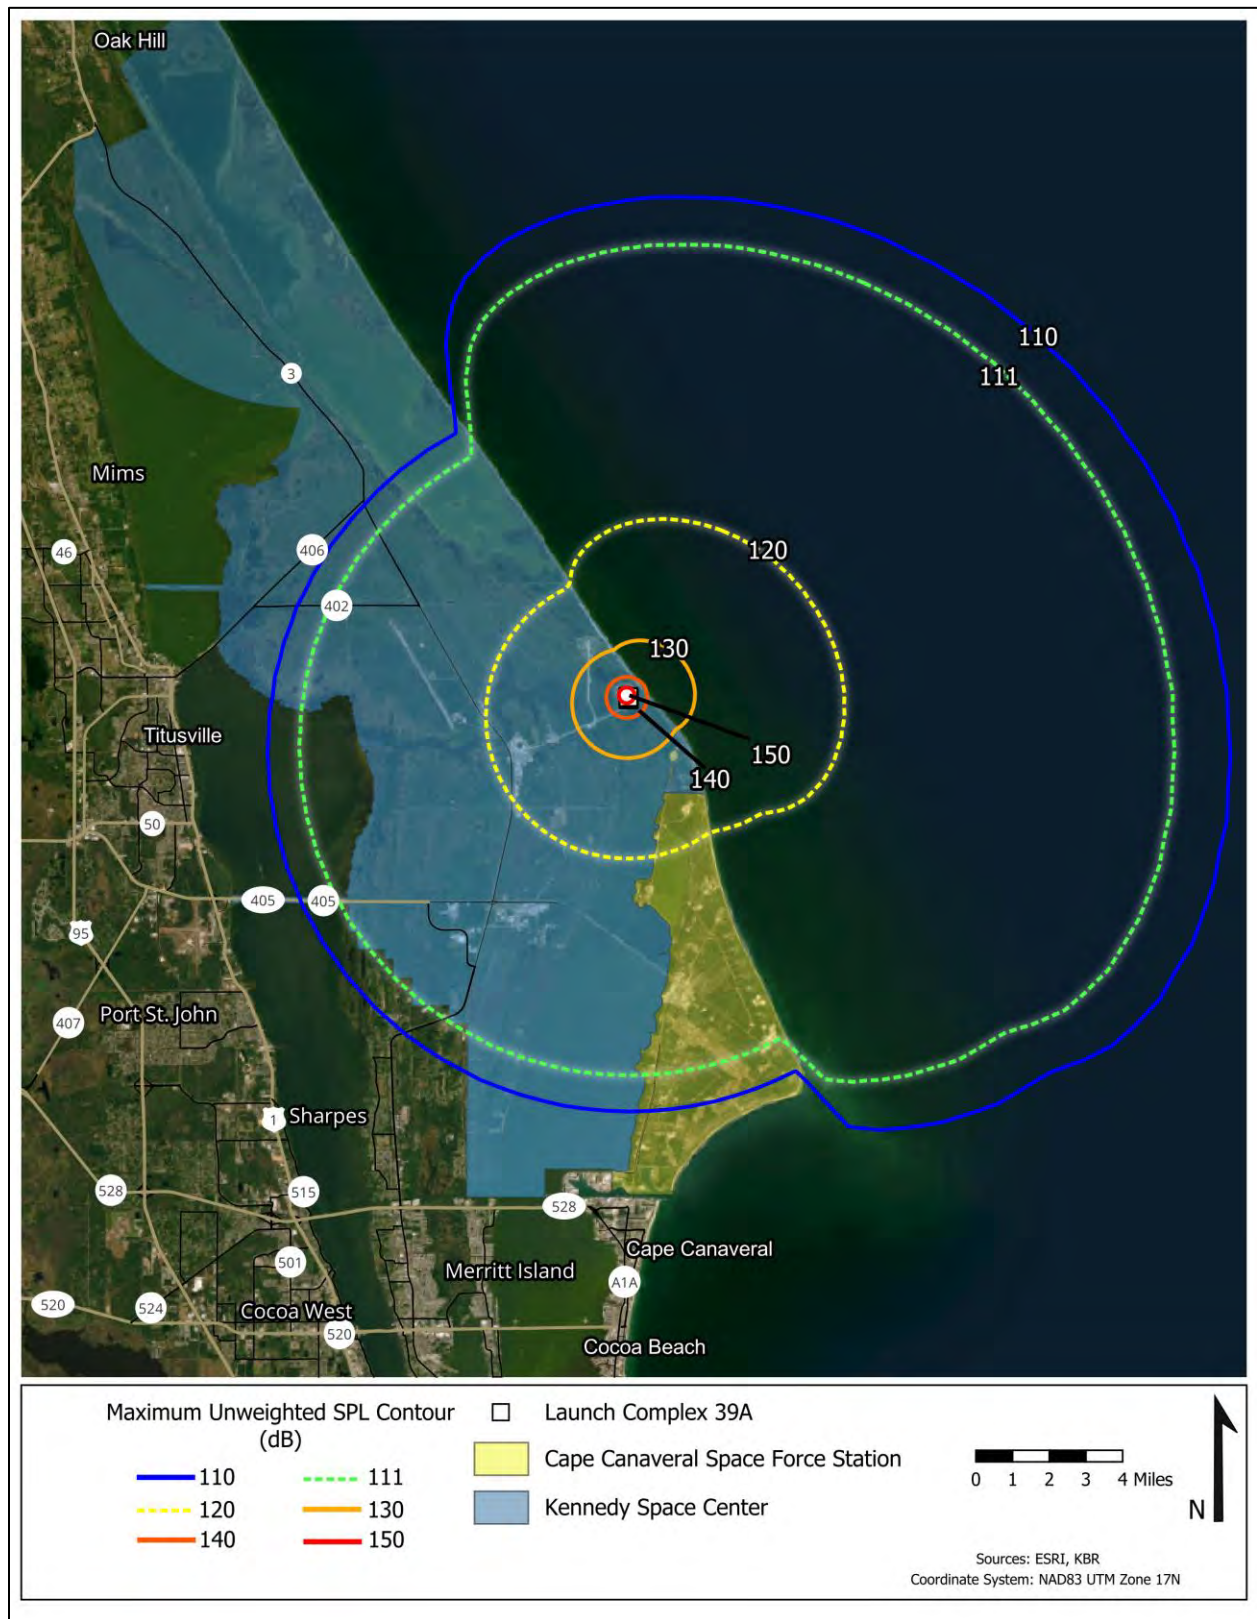 Oak Hill
110
3
111
Mims
46
406
120
402
130
Titusville
150
140
50
405
405
95
Port St. John
407
1
Sharpes
528
515
528
Cape Canaveral
501
Merritt Island
A1A
520
524
Cocoa West
520
Cocoa Beach
Maximum Unweighted SPL Contour
(dB)
110
111
120
130
140
150
Launch Complex 39A
Cape Canaveral Space Force Station
Kennedy Space Center
0 1 2 3 4 Miles
N
Sources: ESRI, KBR
Coordinate System: NAD83 UTM Zone 17N